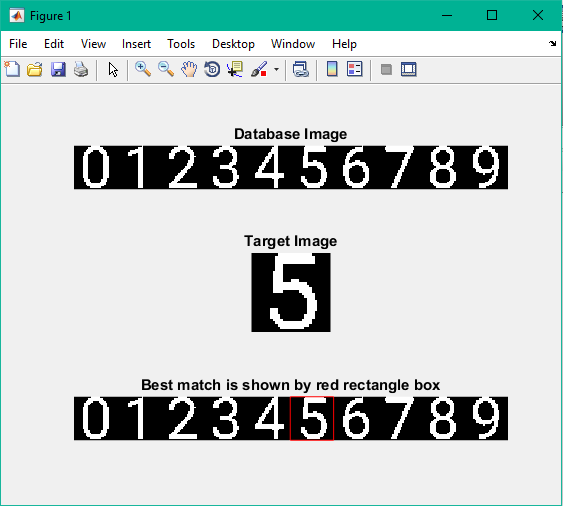 Figure 1
File Edit View Insert Tools Desktop Window Help
Database Image
0 1 2 3 4 5 6 7 8 9
Target Image
5
Best match is shown by red rectangle box
0 1 2 3 4 5 6 7 8 9